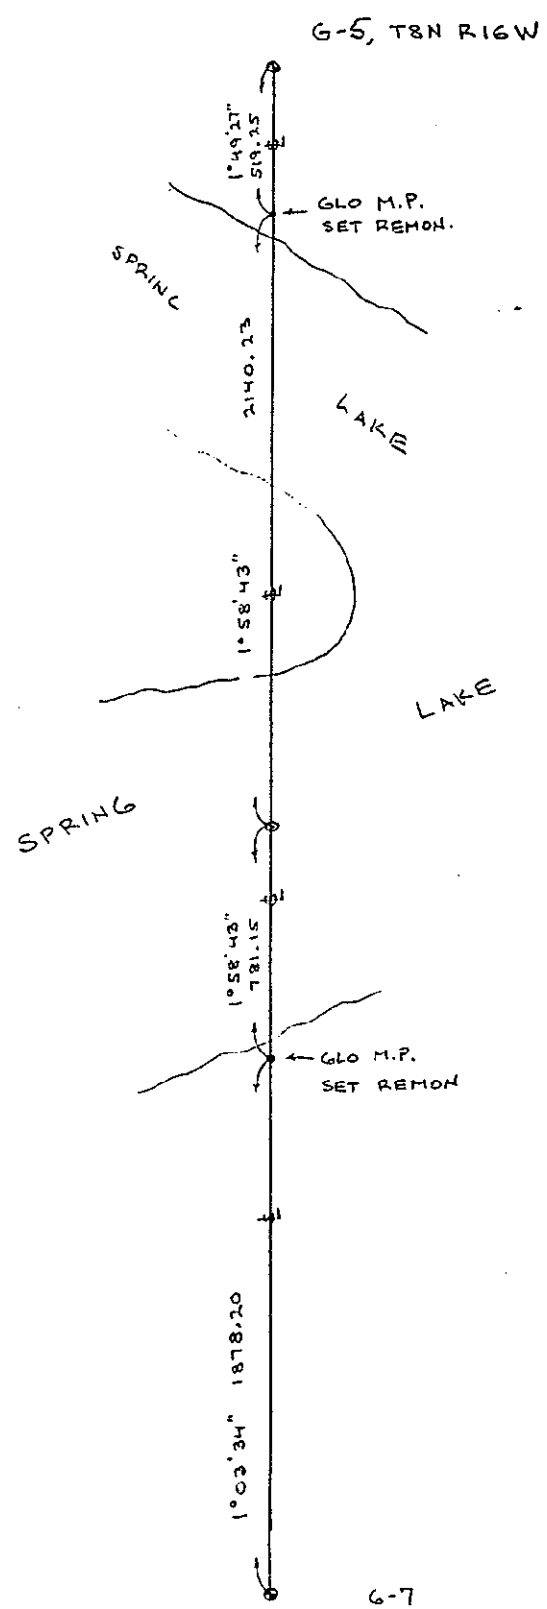 G-5, T8N R16W
1°49'27"
519.25
GLO M.P.
SET REMON.
SPRING
2140.23
LAKE
1°58'43"
LAKE
SPRING
1°58'43"
781.15
GLO M.P.
SET REMON
1°03'34" 1878.20
G-7